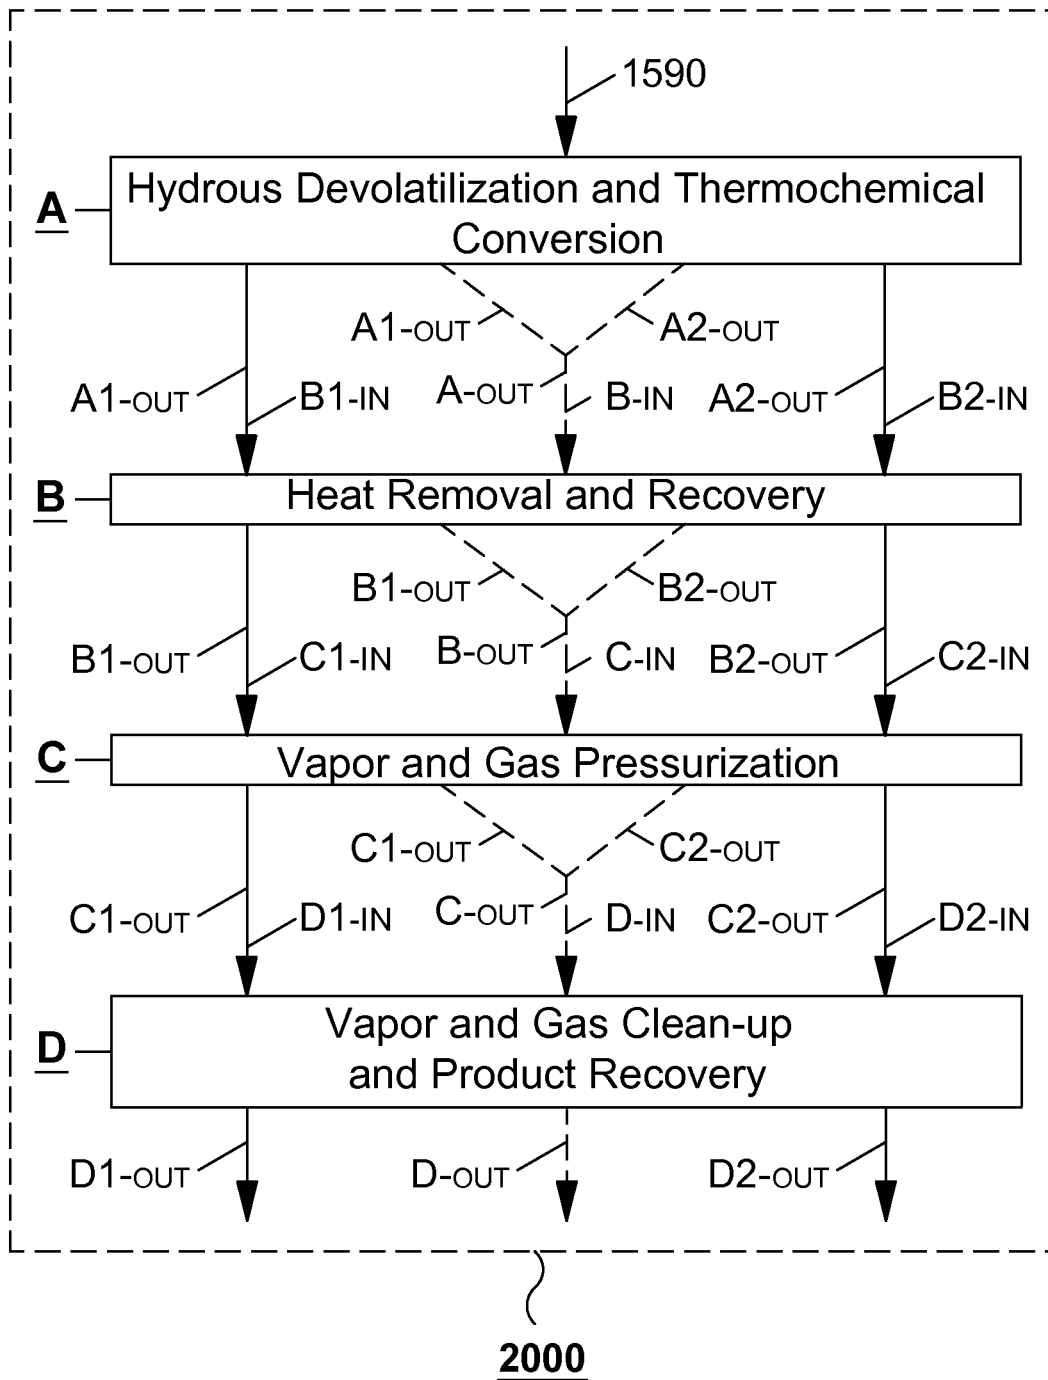 1590
A
Hydrous Devolatilization and Thermochemical
Conversion
A1-OUT
A2-OUT
A1-OUT
B1-IN
A-OUT
B-IN
A2-OUT
B2-IN
B
Heat Removal and Recovery
B1-OUT
B2-OUT
B1-OUT
C1-IN
B-OUT
C-IN
B2-OUT
C2-IN
C
Vapor and Gas Pressurization
C1-OUT
C2-OUT
C1-OUT
D1-IN
C-OUT
D-IN
C2-OUT
D2-IN
D
Vapor and Gas Clean-up
and Product Recovery
D1-OUT
D-OUT
D2-OUT
2000